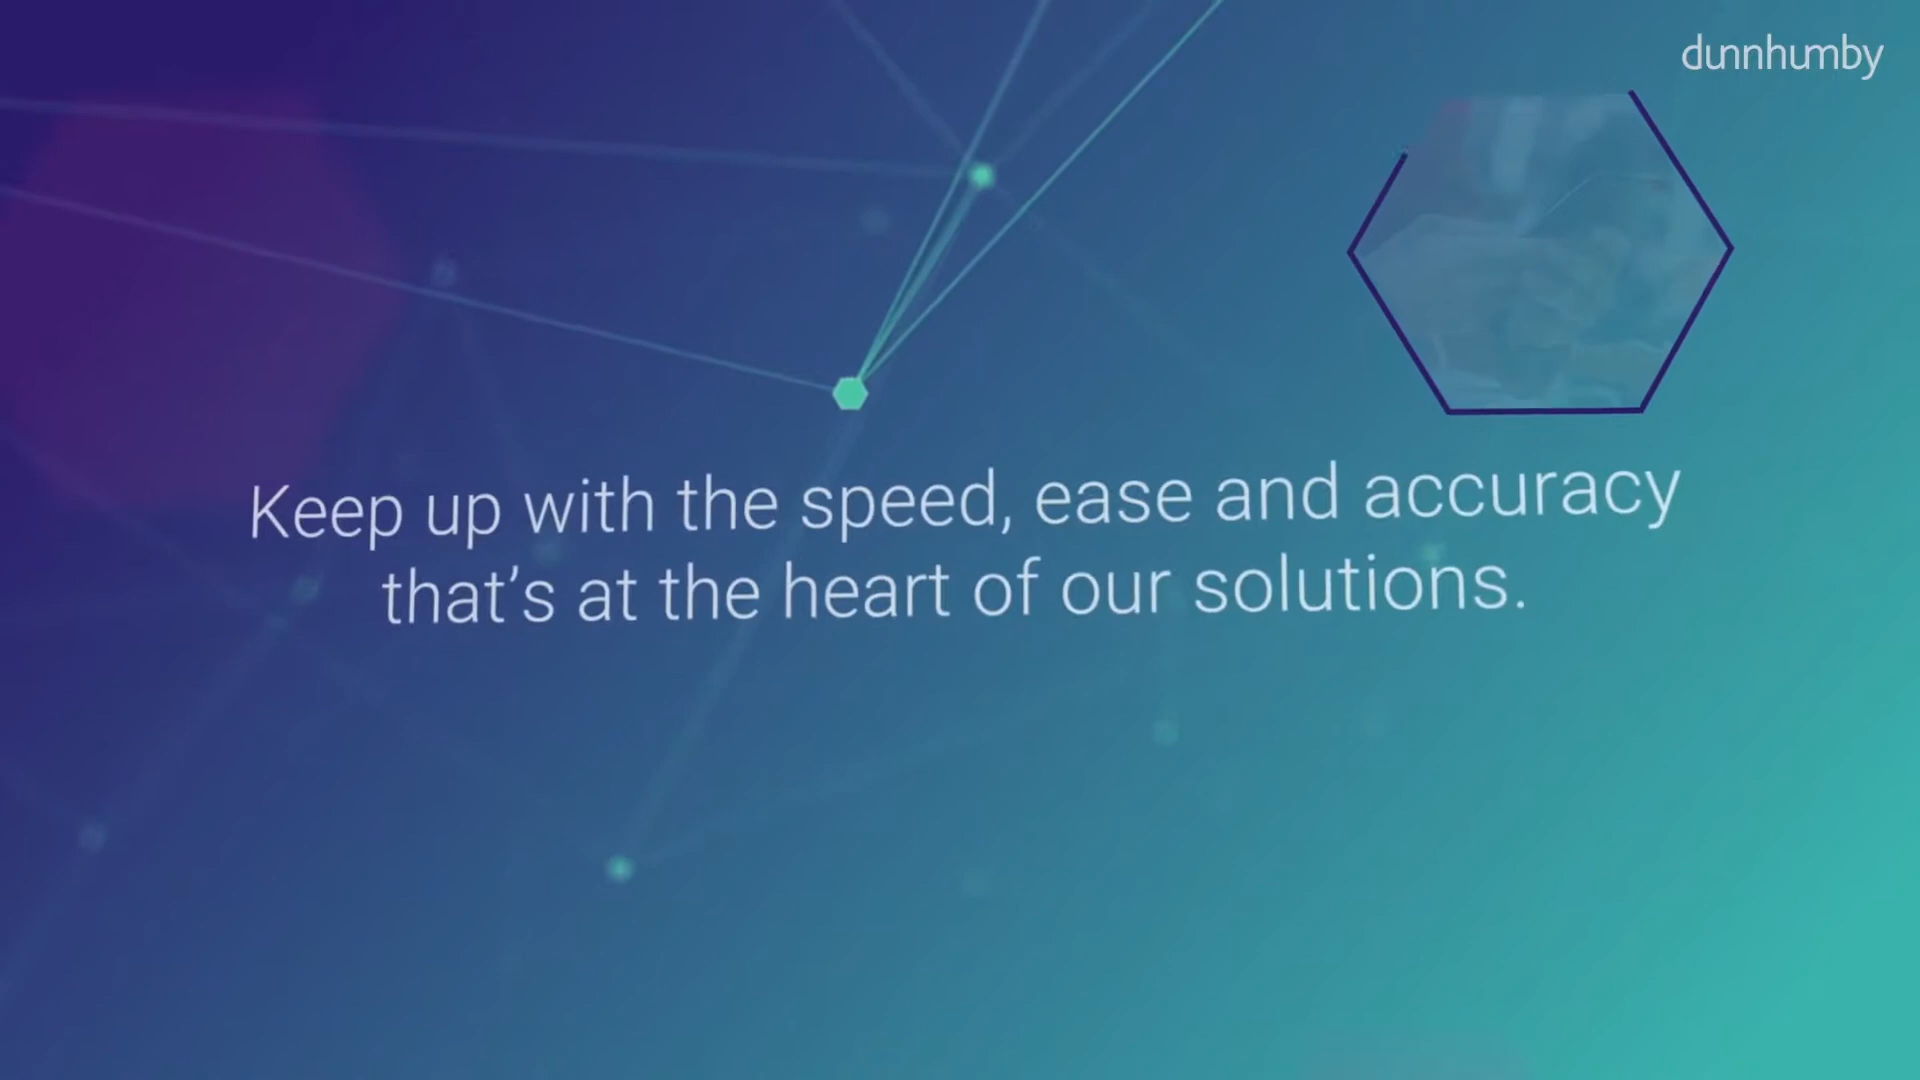 dunnhumby
Keep up with the speed, ease and accuracy
that's at the heart of our solutions.